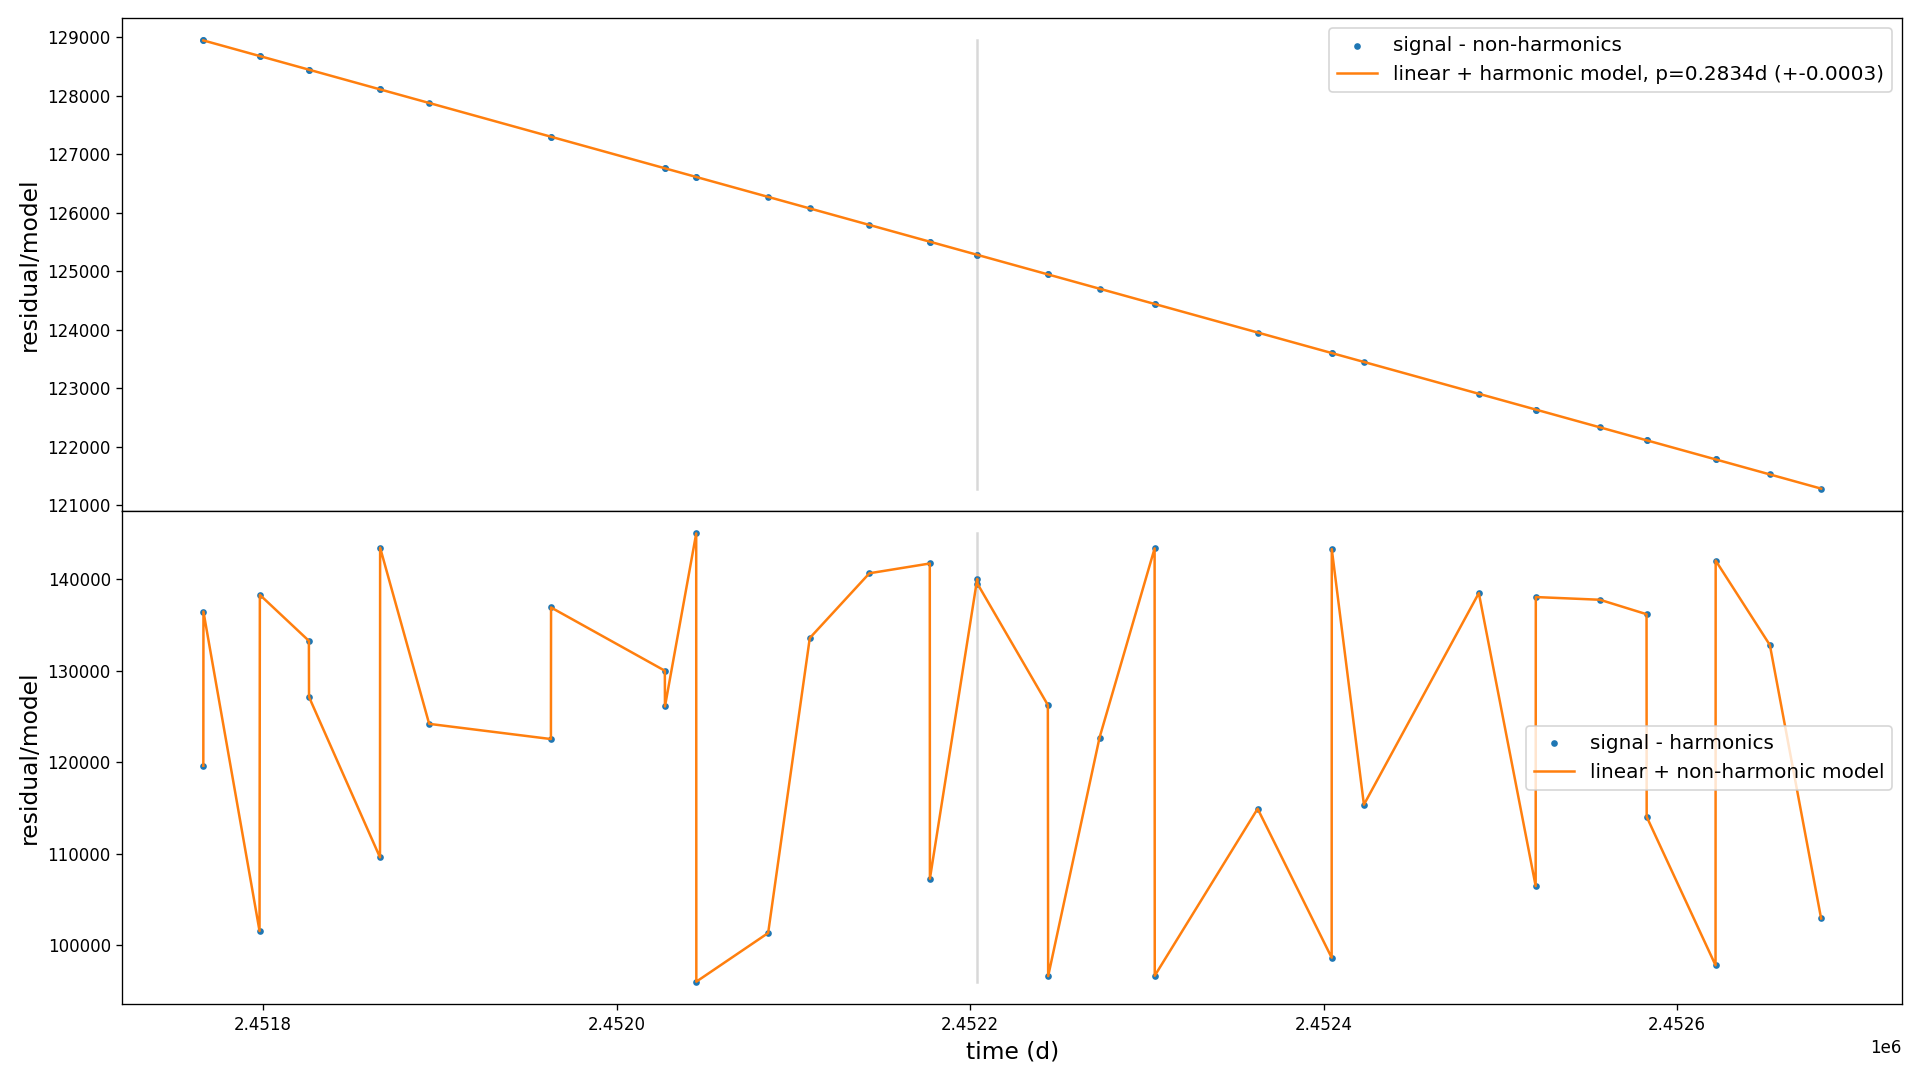 129000
128000
127000
126000
125000
124000
123000
122000
121000
residual/model
signal - non-harmonics
linear + harmonic model, p=0.2834d (+-0.0003)
140000
130000
120000
110000
100000
residual/model
signal - harmonics
linear + non-harmonic model
2.4518
2.4520
2.4522
2.4524
2.4526
time (d)
1e6